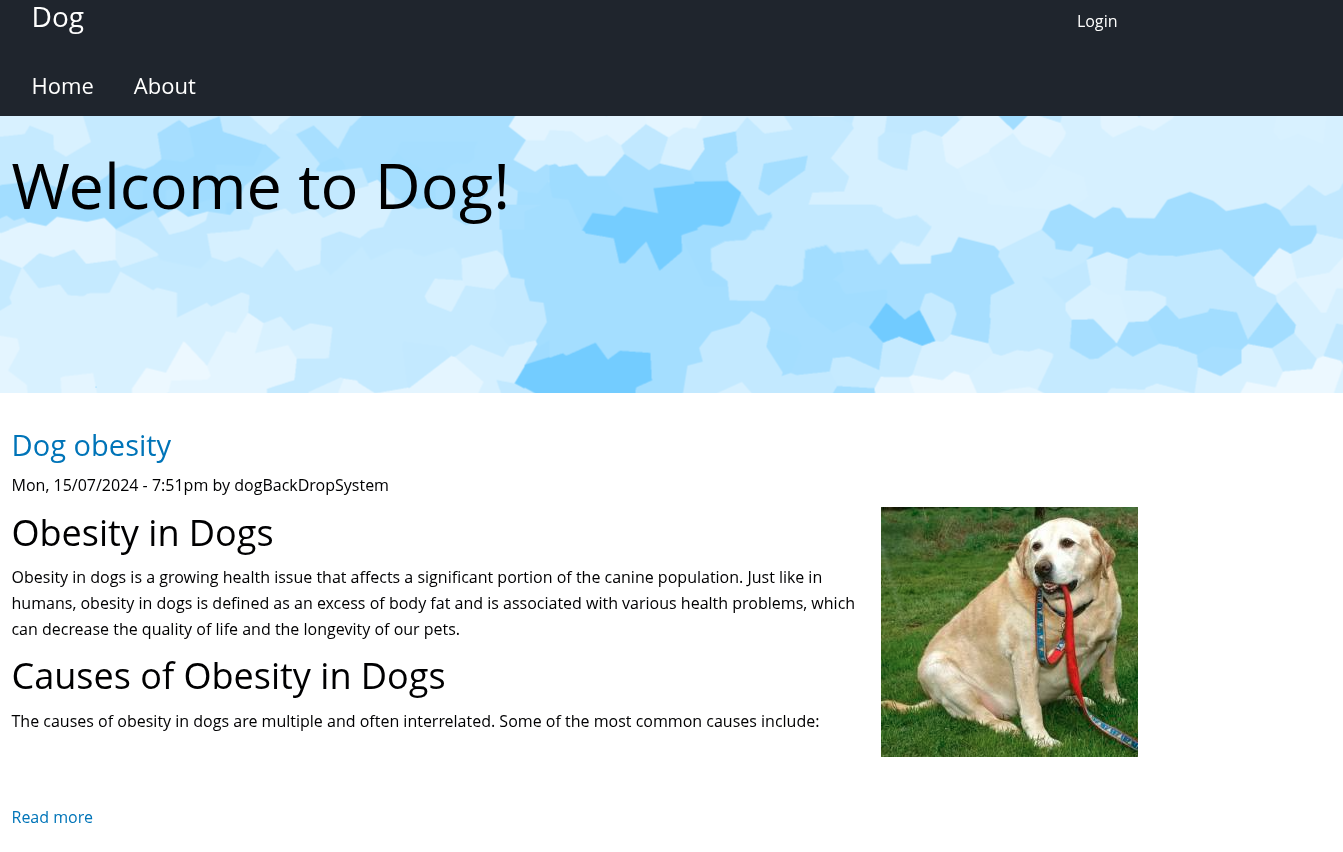 Dog
Login
Home About
Welcome to Dog!
Dog obesity
Mon, 15/07/2024 - 7:51pm by dogBackDropSystem
Obesity in Dogs
Obesity in dogs is a growing health issue that affects a significant portion of the canine population. Just like in
humans, obesity in dogs is defined as an excess of body fat and is associated with various health problems, which
can decrease the quality of life and the longevity of our pets.
Causes of Obesity in Dogs
The causes of obesity in dogs are multiple and often interrelated. Some of the most common causes include:
Read more